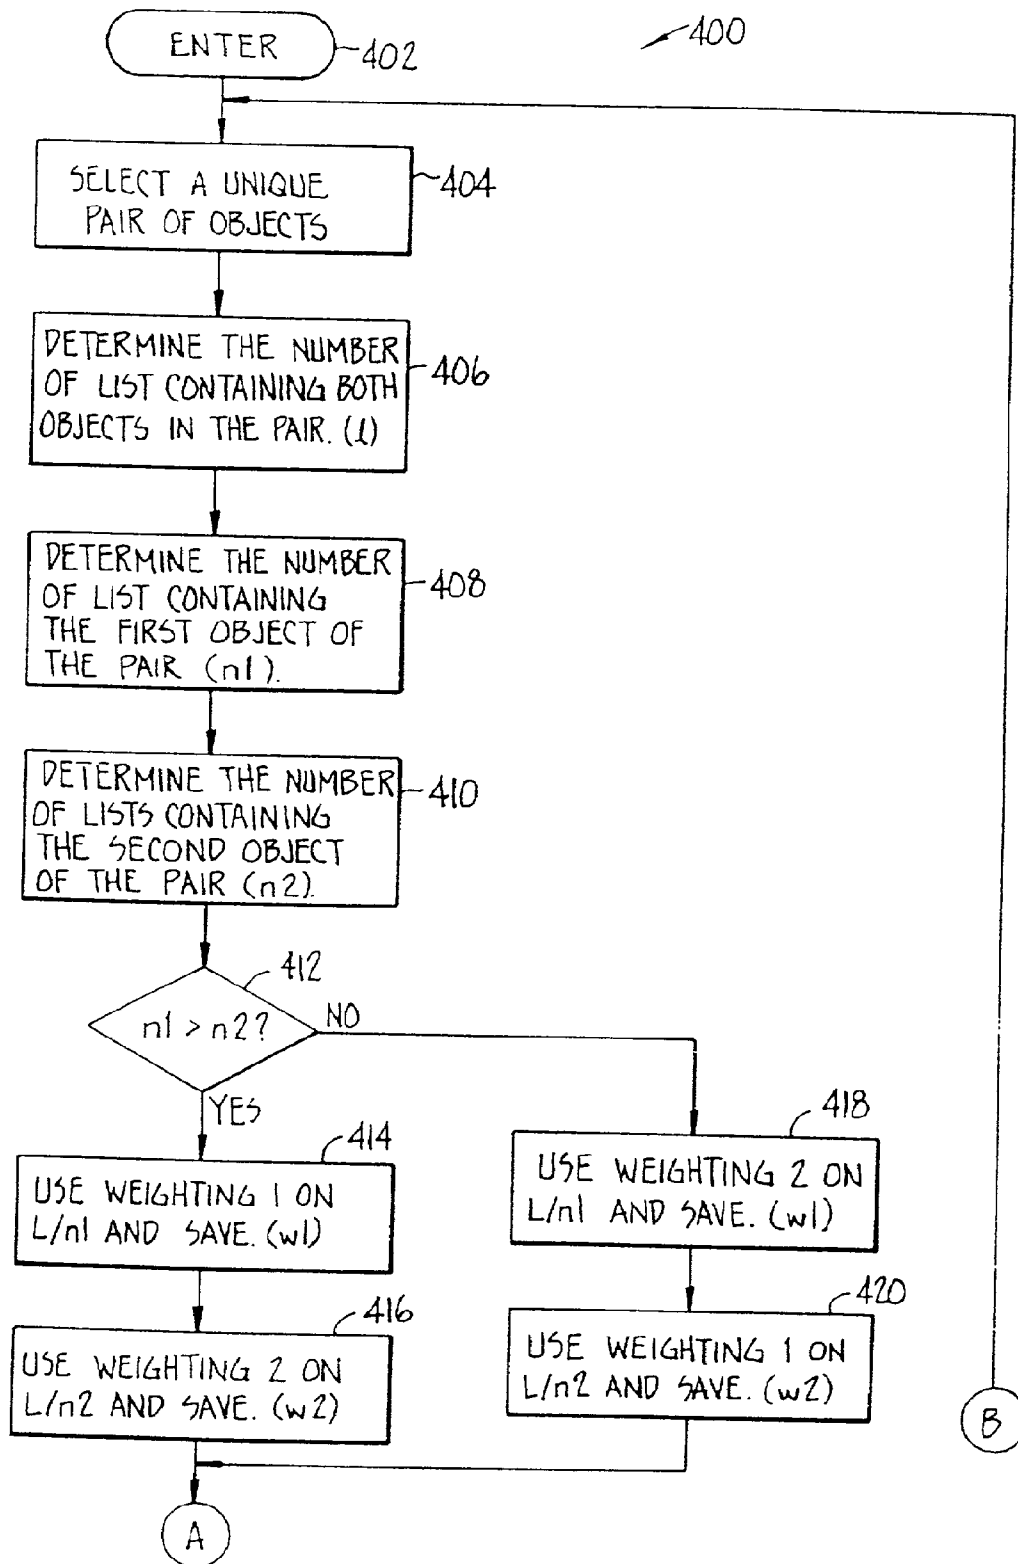 ENTER
402
400
SELECT A UNIQUE
PAIR OF OBJECTS
404
DETERMINE THE NUMBER
OF LIST CONTAINING BOTH
OBJECTS IN THE PAIR. (l)
406
DETERMINE THE NUMBER
OF LIST CONTAINING
THE FIRST OBJECT OF
THE PAIR (n1).
408
DETERMINE THE NUMBER
OF LISTS CONTAINING
THE SECOND OBJECT
OF THE PAIR (n2).
410
412
n1 > n2?
NO
YES
414
USE WEIGHTING 1 ON
L/n1 AND SAVE. (w1)
418
USE WEIGHTING 2 ON
L/n1 AND SAVE. (w1)
416
USE WEIGHTING 2 ON
L/n2 AND SAVE. (w2)
420
USE WEIGHTING 1 ON
L/n2 AND SAVE. (w2)
B
A